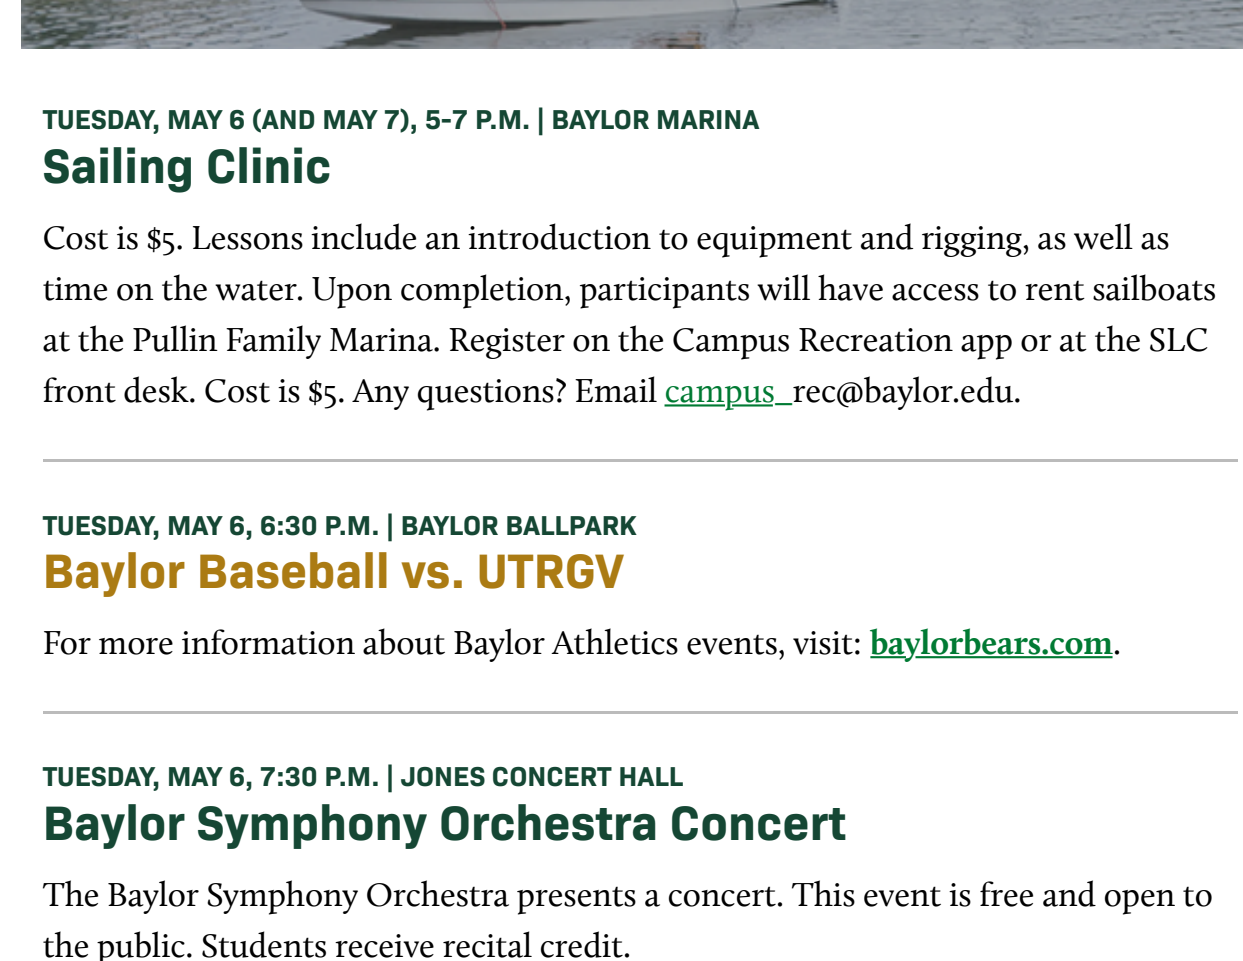 TUESDAY, MAY 6 (AND MAY 7), 5-7 P.M. | BAYLOR MARINA
Sailing Clinic
Cost is $5. Lessons include an introduction to equipment and rigging, as well as
time on the water. Upon completion, participants will have access to rent sailboats
at the Pullin Family Marina. Register on the Campus Recreation app or at the SLC
front desk. Cost is $5. Any questions? Email campus_rec@baylor.edu.
TUESDAY, MAY 6, 6:30 P.M. | BAYLOR BALLPARK
Baylor Baseball vs. UTRGV
For more information about Baylor Athletics events, visit: baylorbears.com.
TUESDAY, MAY 6, 7:30 P.M. | JONES CONCERT HALL
Baylor Symphony Orchestra Concert
The Baylor Symphony Orchestra presents a concert. This event is free and open to
the public. Students receive recital credit.